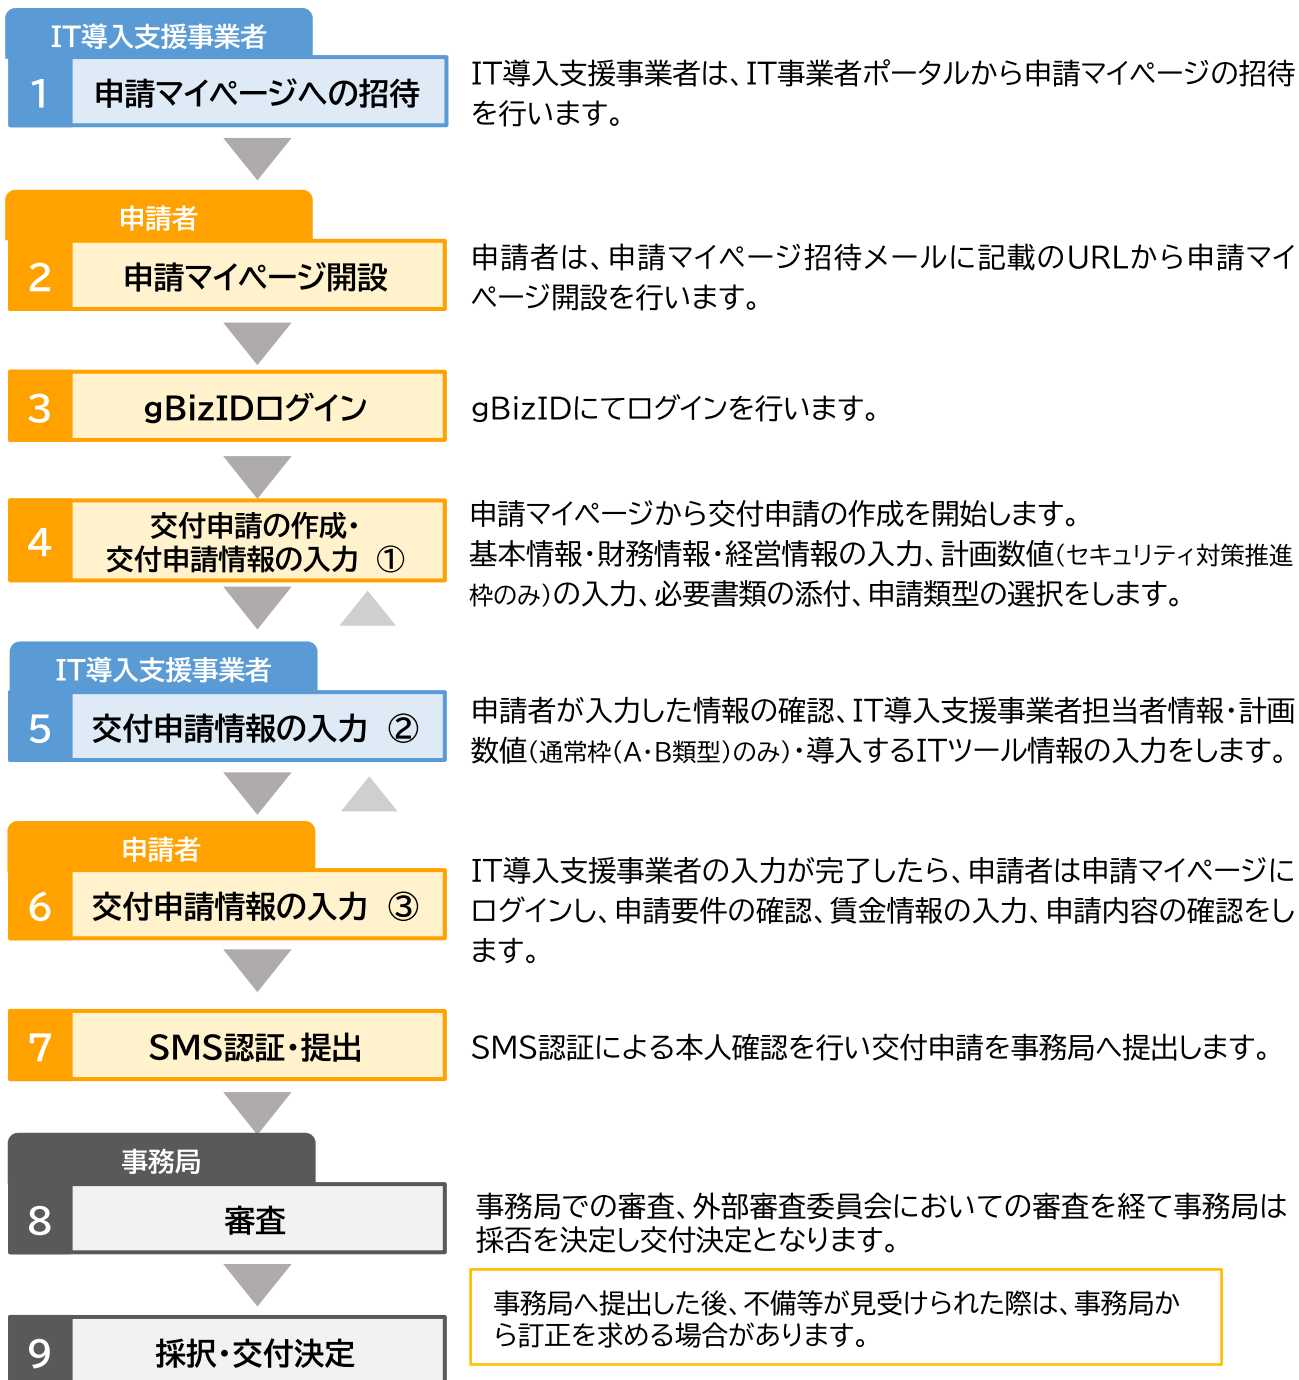 IT導入支援事業者
1 申請マイページへの招待
IT導入支援事業者は、IT事業者ポータルから申請マイページの招待
を行います。
申請者
2 申請マイページ開設
申請者は、申請マイページ招待メールに記載のURLから申請マイ
ページ開設を行います。
3 gBizIDログイン
gBizIDにてログインを行います。
4 交付申請の作成・
交付申請情報の入力 ①
申請マイページから交付申請の作成を開始します。
基本情報・財務情報・経営情報の入力、計画数値(セキュリティ対策推進
枠のみ)の入力、必要書類の添付、申請類型の選択をします。
IT導入支援事業者
5 交付申請情報の入力 ②
申請者が入力した情報の確認、IT導入支援事業者担当者情報・計画
数値(通常枠(A・B類型)のみ)・導入するITツール情報の入力をします。
申請者
6 交付申請情報の入力 ③
IT導入支援事業者の入力が完了したら、申請者は申請マイページに
ログインし、申請要件の確認、賃金情報の入力、申請内容の確認をし
ます。
7 SMS認証・提出
SMS認証による本人確認を行い交付申請を事務局へ提出します。
事務局
8 審査
事務局での審査、外部審査委員会においての審査を経て事務局は
採否を決定し交付決定となります。
事務局へ提出した後、不備等が見受けられた際は、事務局か
ら訂正を求める場合があります。
9 採択・交付決定